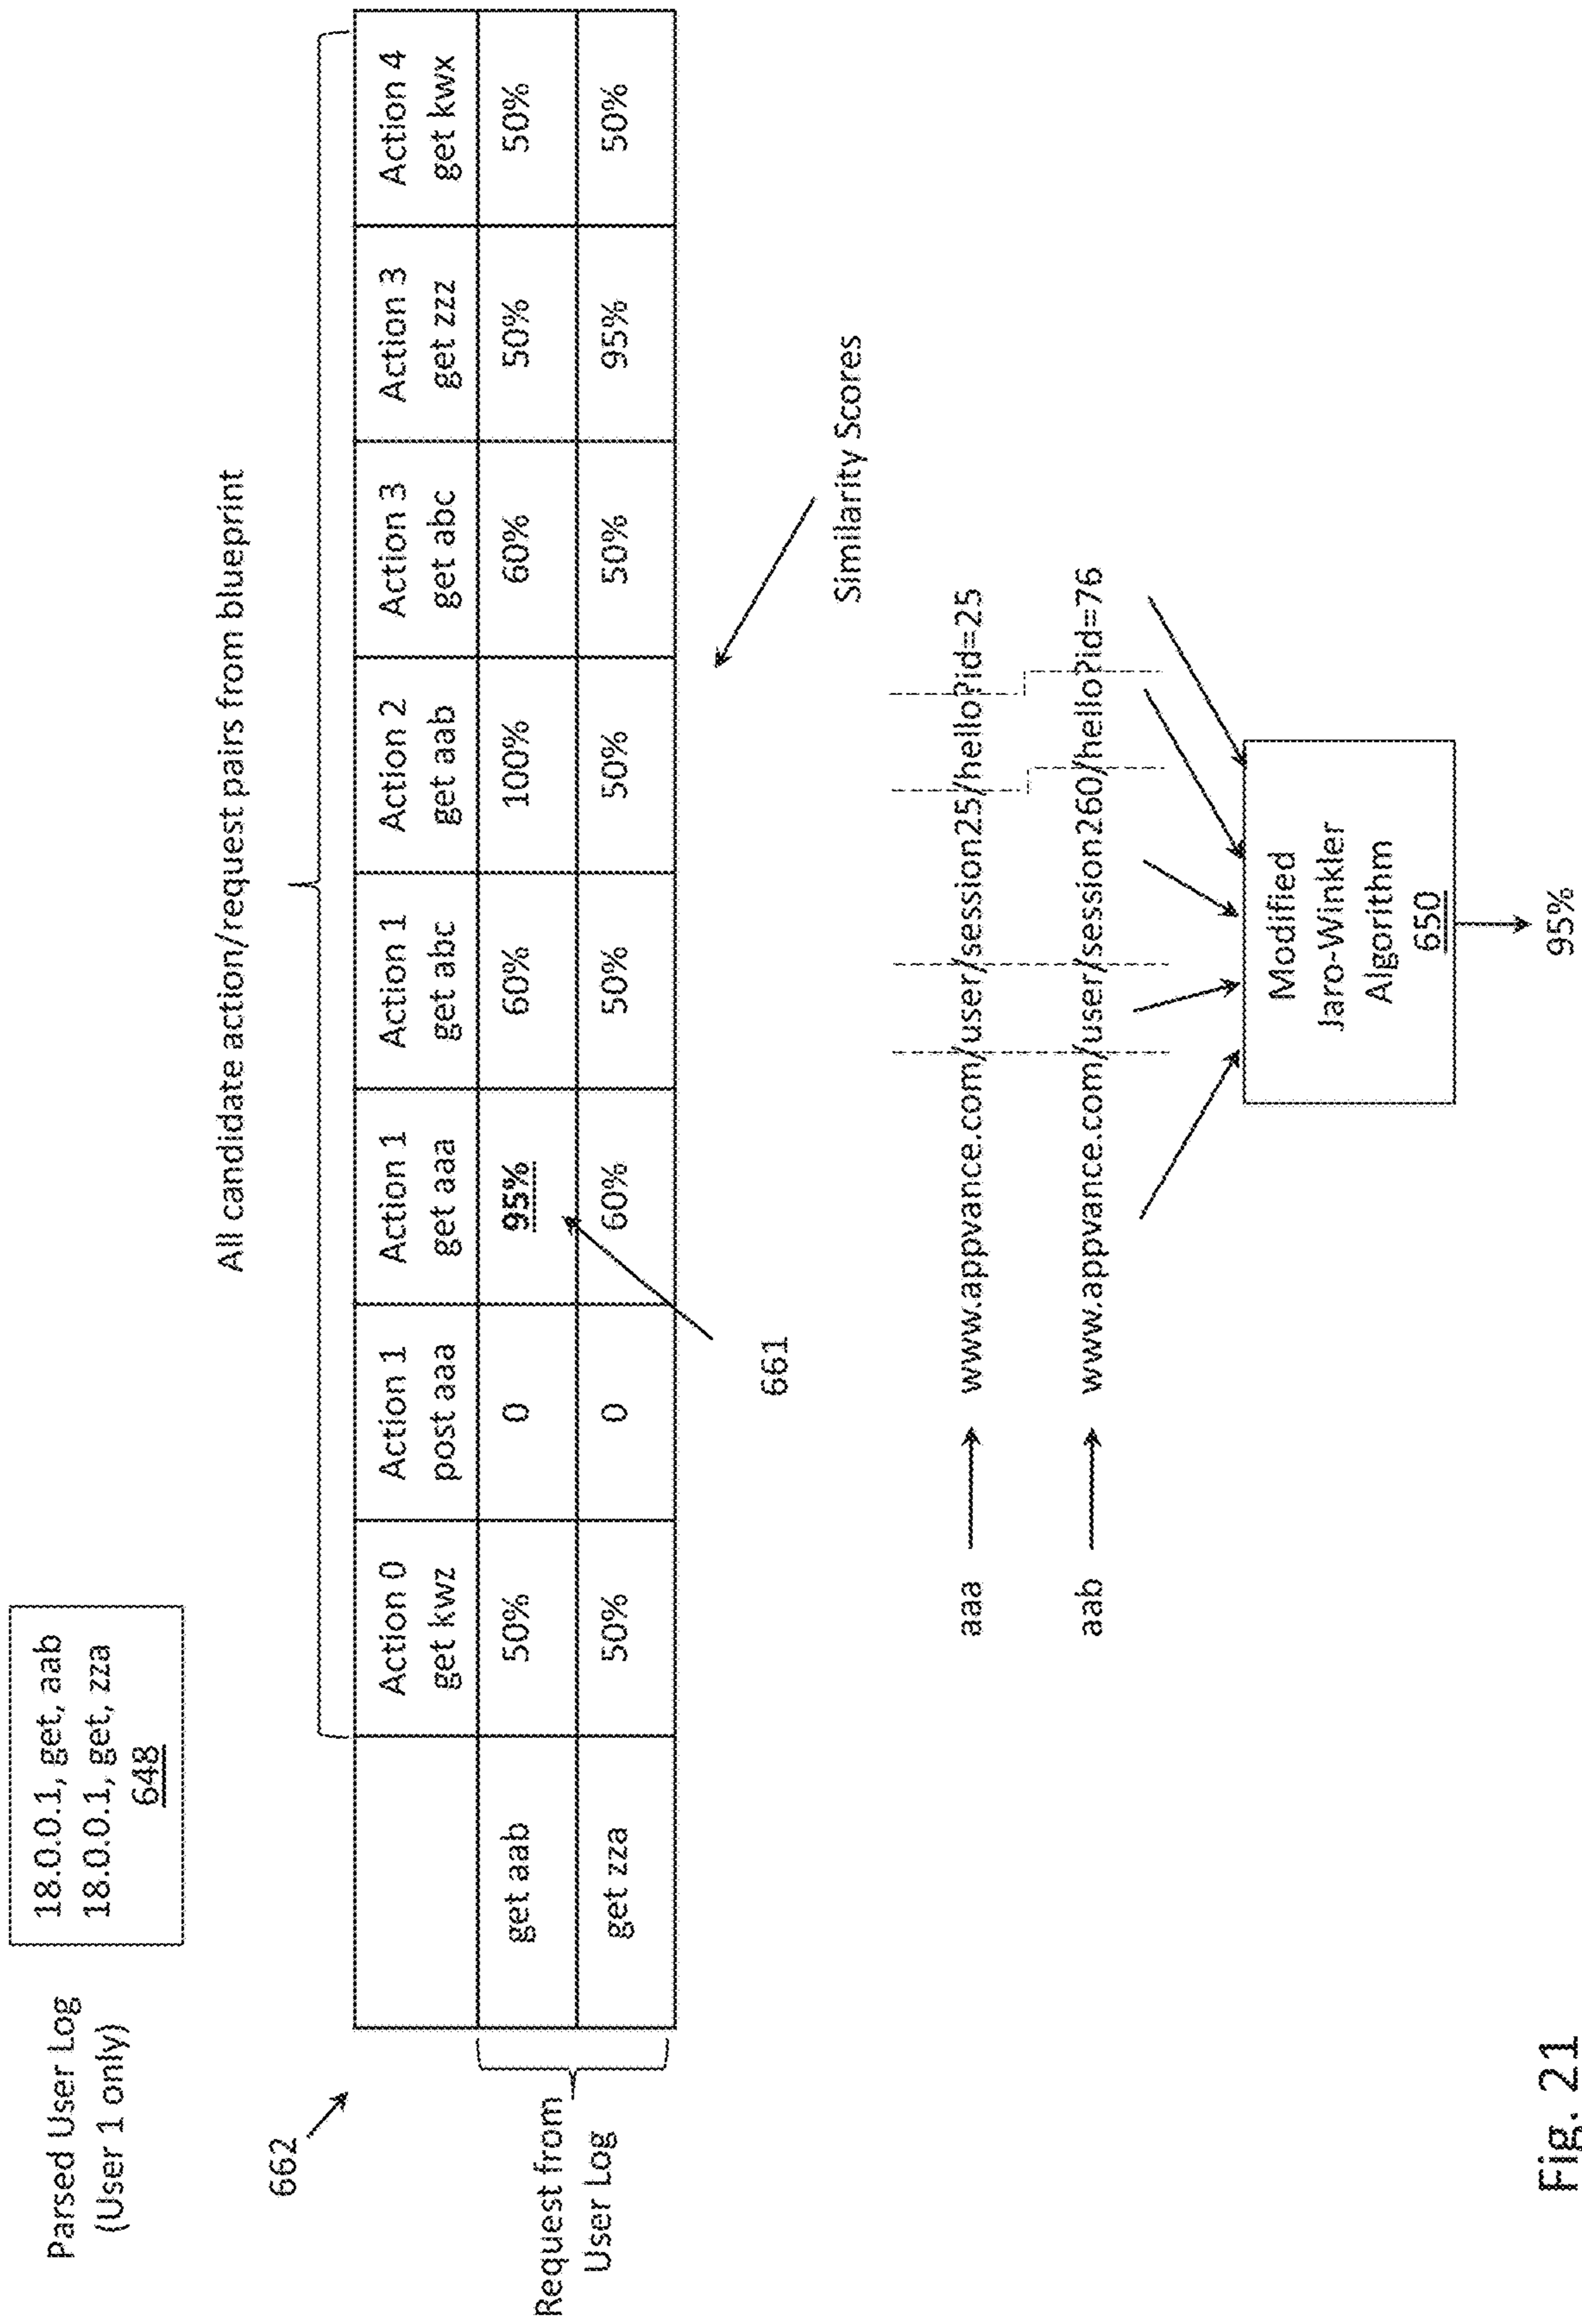 Parsed User Log
(User 1 only)
18.0.0.1, get, aab
18.0.0.1, get, zza
648
All candidate action/request pairs from blueprint
662
Action 0
get kwz
Action 1
post aaa
Action 1
get aaa
Action 1
get abc
Action 2
get aab
Action 3
get abc
Action 3
get zzz
Action 4
get kwx
Request from
User Log
get aab
50%
0
95%
60%
100%
60%
50%
50%
get zza
50%
0
60%
50%
50%
50%
95%
50%
661
Similarity Scores
aaa
www.appvance.com/user/session25/hello?id=25
aab
www.appvance.com/user/session260/hello?id=76
Modified
Jaro-Winkler
Algorithm
650
95%
Fig. 21